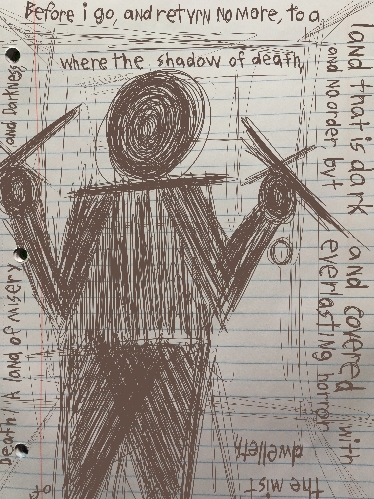 Before i go, and retvrn No more, to a
land that is dark and covered with
the mist
of
Death/ A land of misery and Darkness
where the shadow of death,
and No order byt everlasting horror
dwelleth